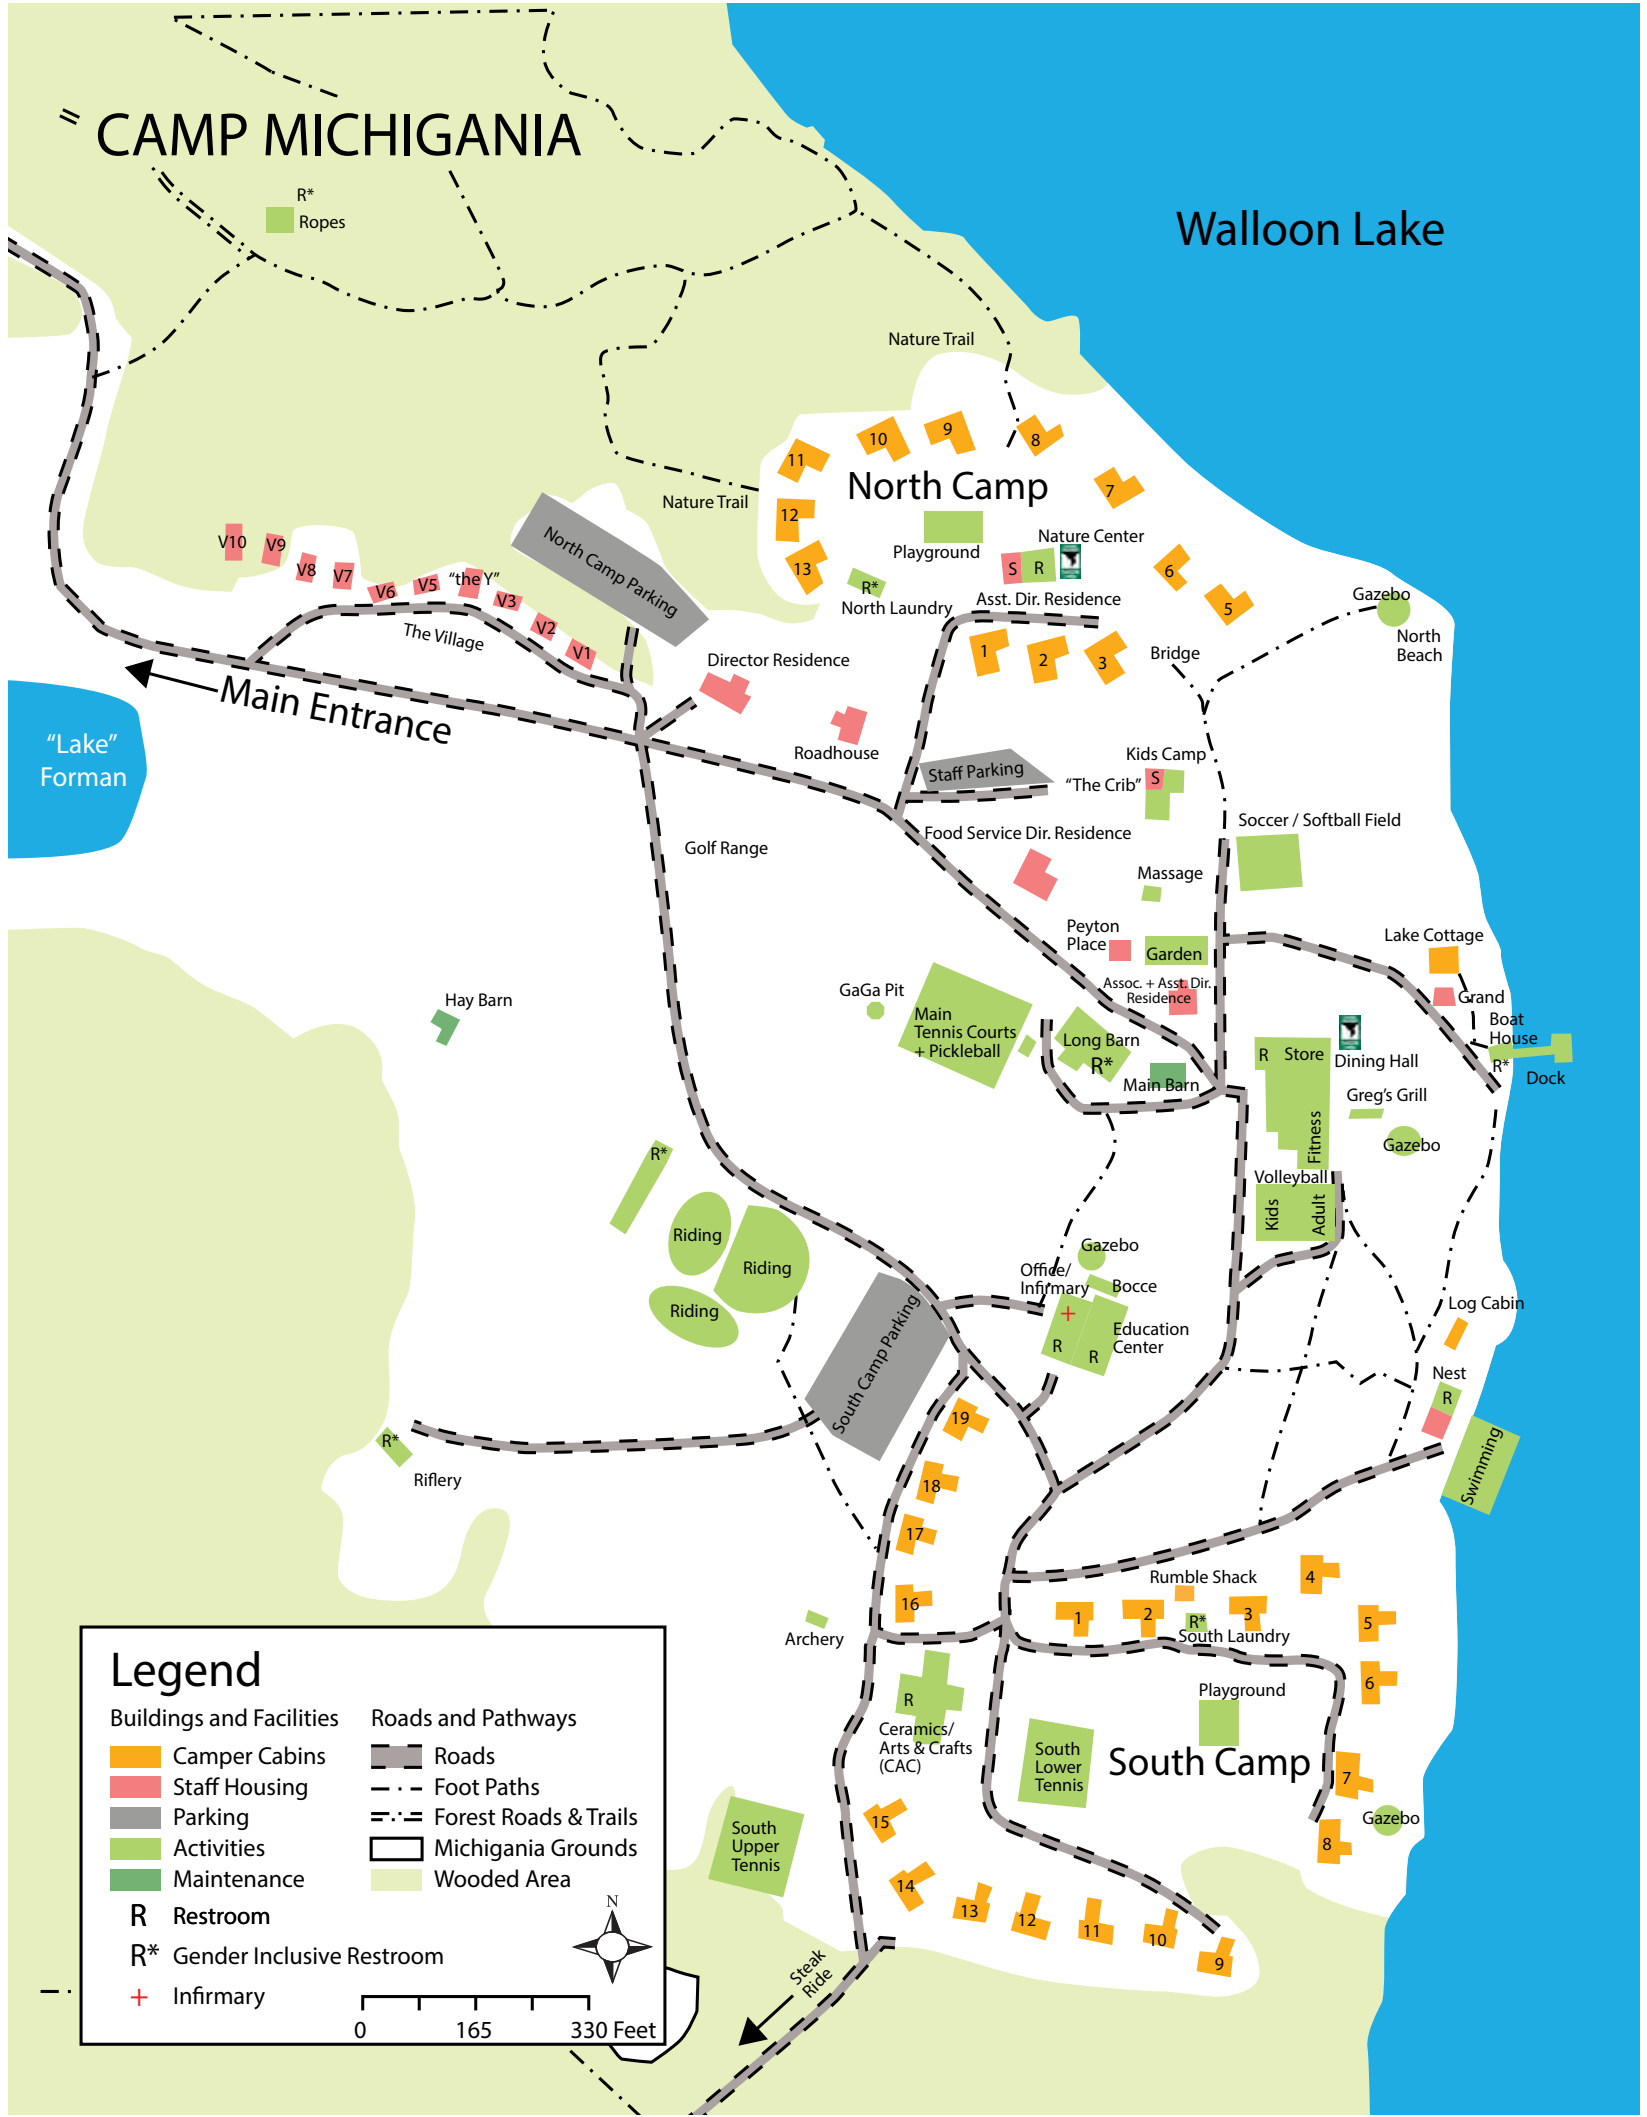 CAMP MICHIGANIA
R*
Ropes
Walloon Lake
Nature Trail
9
10
8
11
North Camp
7
Nature Trail
12
Playground
Nature Center
S
R
13
R*
North Laundry
6
5
Asst. Dir. Residence
Gazebo
North
Beach
North Camp Parking
V10
V9
V8
V7
V6
V5
"the Y"
V3
V2
V1
The Village
1
2
3
Bridge
Director Residence
Main Entrance
"Lake"
Forman
Roadhouse
Staff Parking
Kids Camp
"The Crib"
S
Soccer / Softball Field
Golf Range
Food Service Dir. Residence
Massage
Peyton
Place
Garden
Lake Cottage
Assoc. + Asst. Dir.
Residence
Grand
GaGa Pit
Hay Barn
Main
Tennis Courts
+ Pickleball
Long Barn
R*
Main Barn
R
Store
Dining Hall
Boat
House
R*
Dock
Greg's Grill
Fitness
Gazebo
R*
Volleyball
Kids
Adult
Riding
Riding
Riding
Gazebo
Office/
Infirmary
Bocce
R
R
Education
Center
Log Cabin
South Camp Parking
Nest
R
Swimming
19
R*
Riflery
18
17
16
Rumble Shack
4
1
2
R*
3
5
South Laundry
Archery
6
R
Ceramics/
Arts & Crafts
(CAC)
Playground
South
Lower
Tennis
South Camp
7
Gazebo
8
15
South
Upper
Tennis
14
13
12
11
10
9
Steak
Ride
Legend
Buildings and Facilities
Camper Cabins
Staff Housing
Parking
Activities
Maintenance
R Restroom
R* Gender Inclusive Restroom
+ Infirmary
Roads and Pathways
Roads
Foot Paths
Forest Roads & Trails
Michigania Grounds
Wooded Area
N
0 165 330 Feet